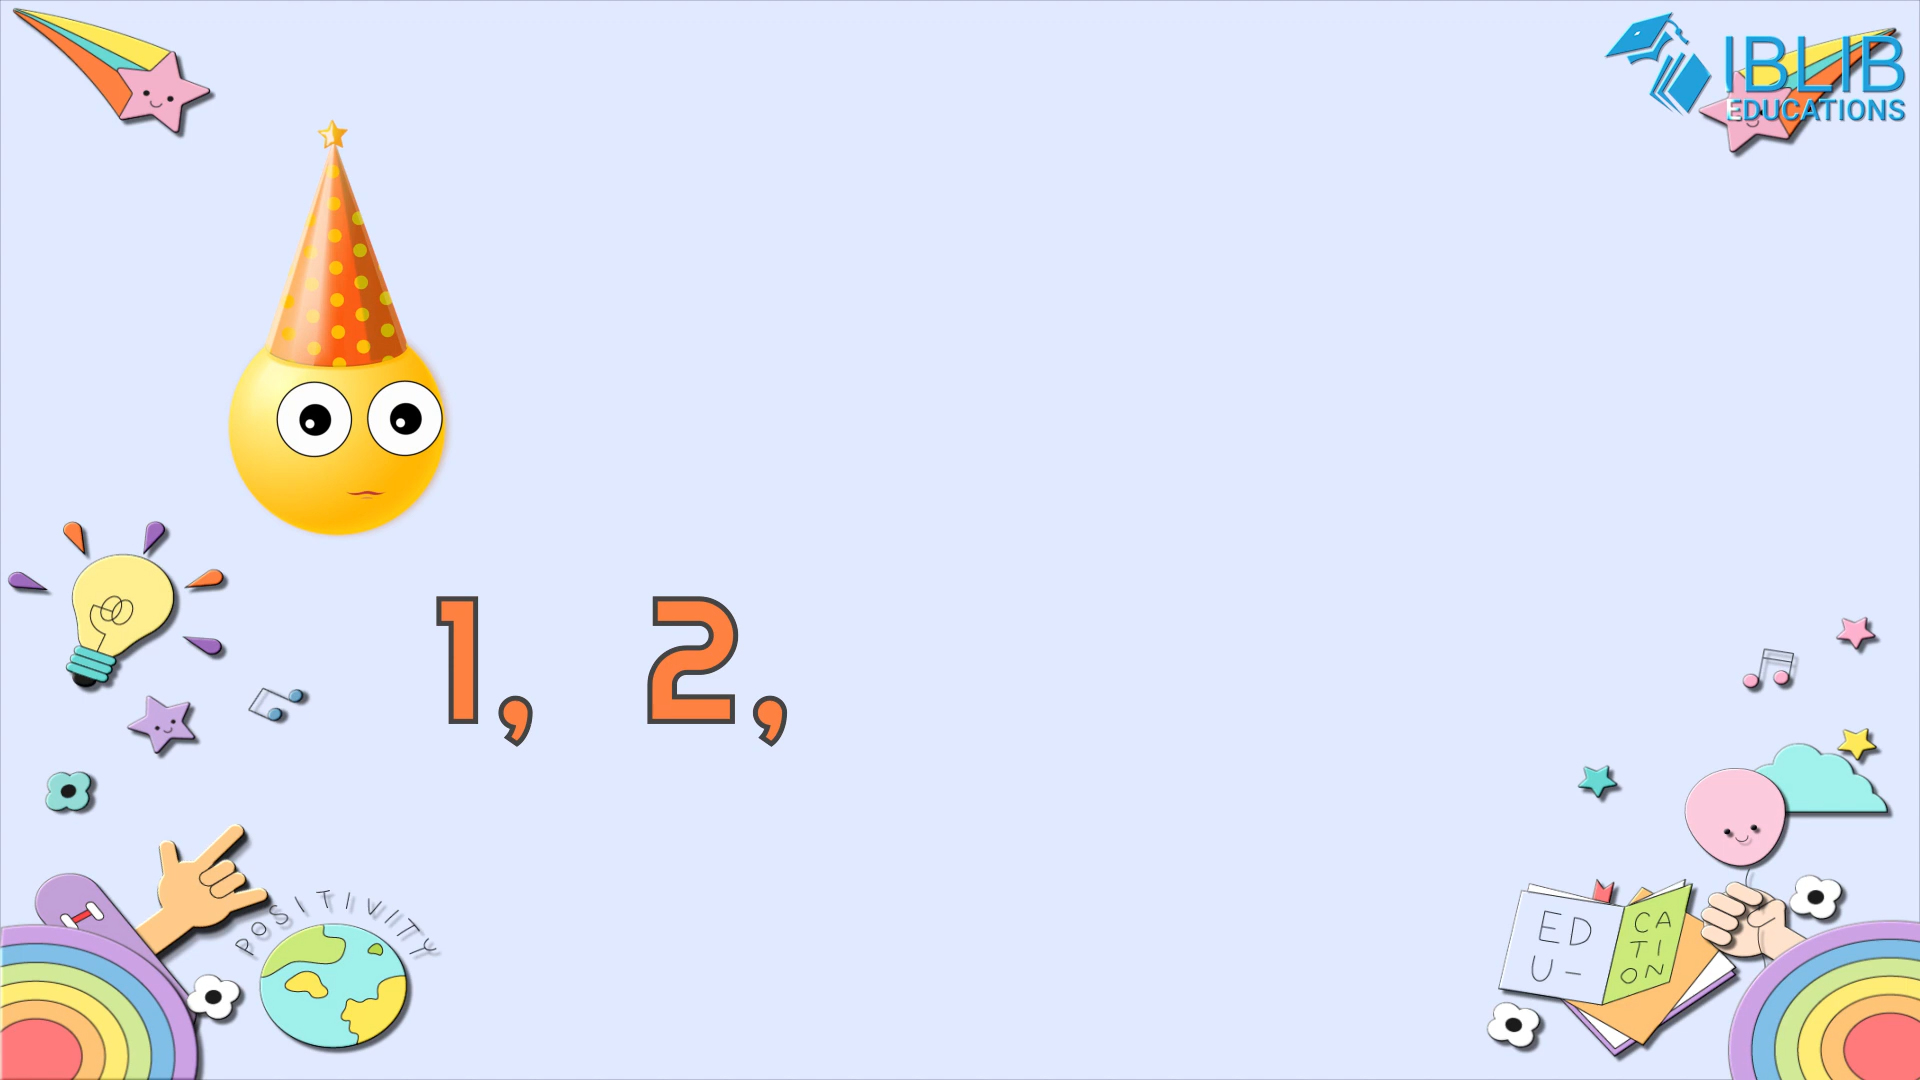 IBLIB
EDUCATIONS
1, 2,
POSITIVITY
ED
U-
CA
TI
ON